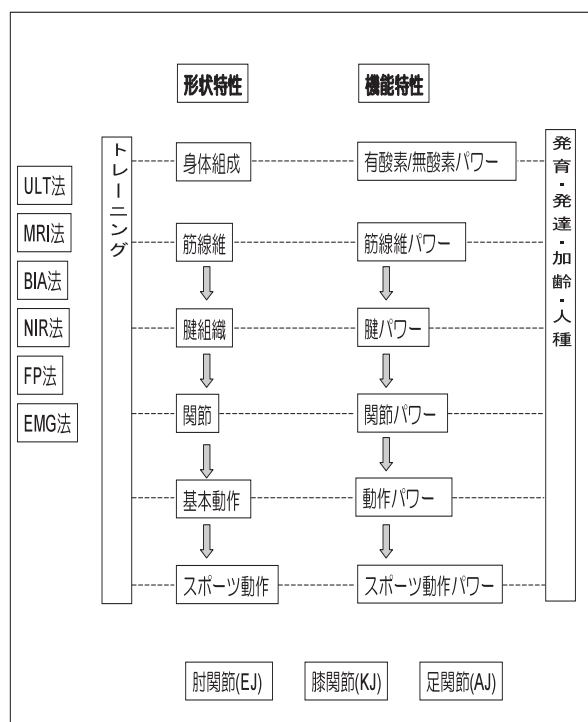 形状特性 機能特性
トレーニング
発育・発達・加齢・人種
身体組成 有酸素/無酸素パワー
ULT法
MRI法
筋線維 筋線維パワー
BIA法
NIR法
腱組織 腱パワー
FP法
EMG法
関節 関節パワー
基本動作 動作パワー
スポーツ動作 スポーツ動作パワー
肘関節(EJ) 膝関節(KJ) 足関節(AJ)